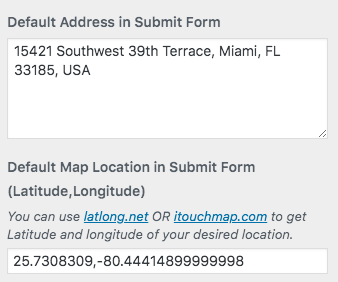 Default Address in Submit Form
15421 Southwest 39th Terrace, Miami, FL
33185, USA
Default Map Location in Submit Form
(Latitude,Longitude)
You can use latlong.net OR itouchmap.com to get
Latitude and longitude of your desired location.
25.7308309,-80.44414899999998